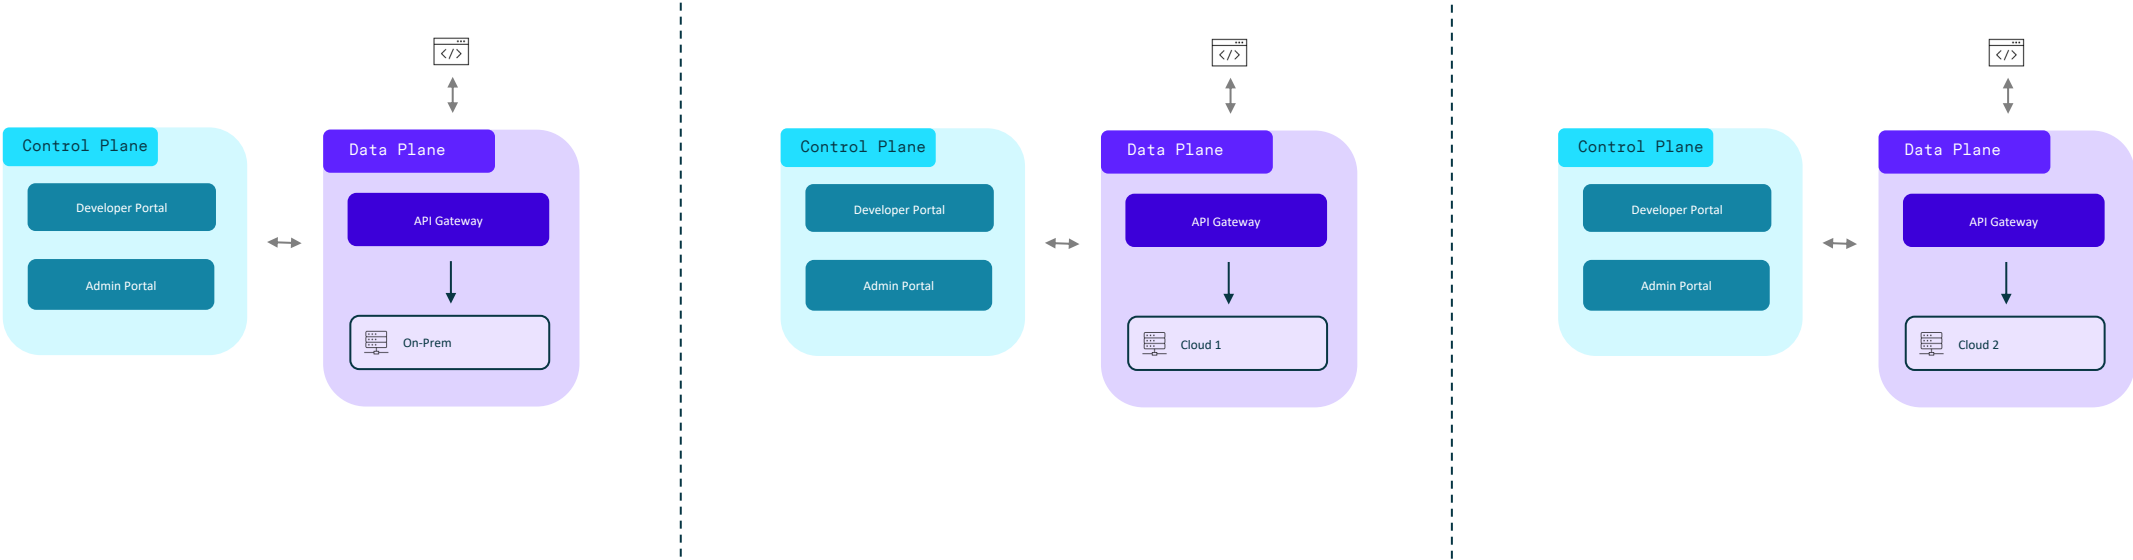 Control Plane
Developer Portal
Admin Portal
Data Plane
API Gateway
On-Prem
Control Plane
Developer Portal
Admin Portal
Data Plane
API Gateway
Cloud 1
Control Plane
Developer Portal
Admin Portal
Data Plane
API Gateway
Cloud 2